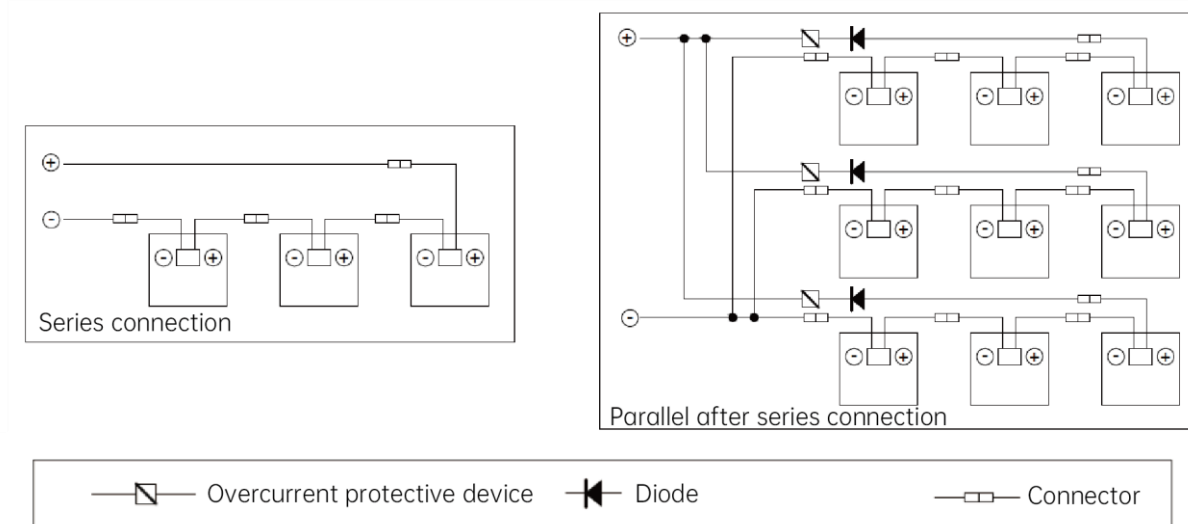 Series connection
Parallel after series connection
Overcurrent protective device
Diode
Connector